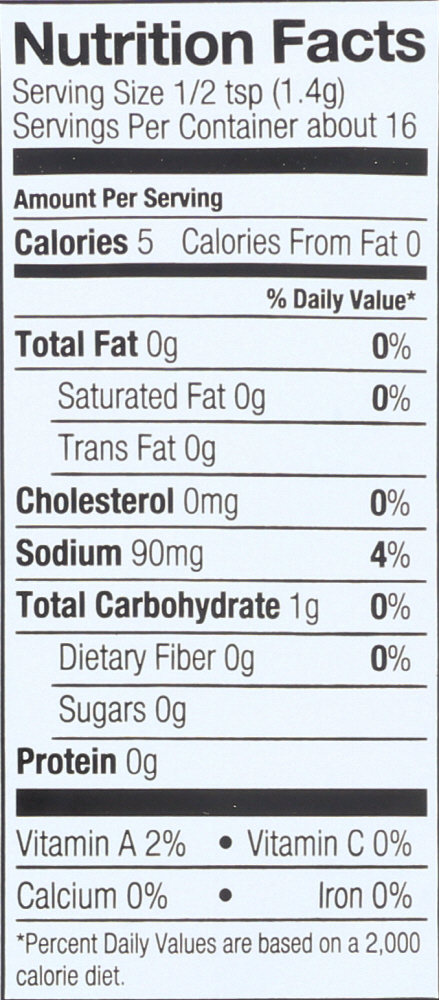 Nutrition Facts
Serving Size 1/2 tsp (1.4g)
Servings Per Container about 16
Amount Per Serving
Calories 5 Calories From Fat 0
% Daily Value*
Total Fat 0g 0%
Saturated Fat 0g 0%
Trans Fat 0g
Cholesterol 0mg 0%
Sodium 90mg 4%
Total Carbohydrate 1g 0%
Dietary Fiber 0g 0%
Sugars 0g
Protein 0g
Vitamin A 2% • Vitamin C 0%
Calcium 0% • Iron 0%
*Percent Daily Values are based on a 2,000
calorie diet.